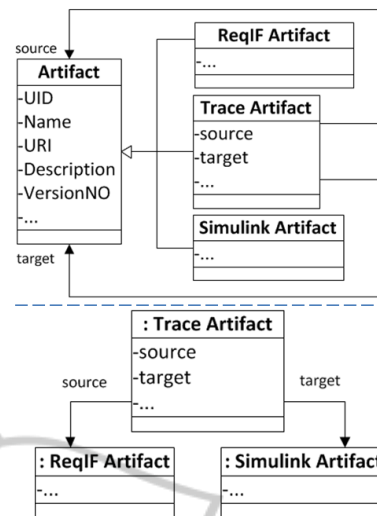 source
Artifact
-UID
-Name
-URI
-Description
-VersionNO
-...
target
ReqIF Artifact
-...
Trace Artifact
-source
-target
-...
Simulink Artifact
-...
: Trace Artifact
-source
-target
-...
source
target
: ReqIF Artifact
-...
: Simulink Artifact
-...